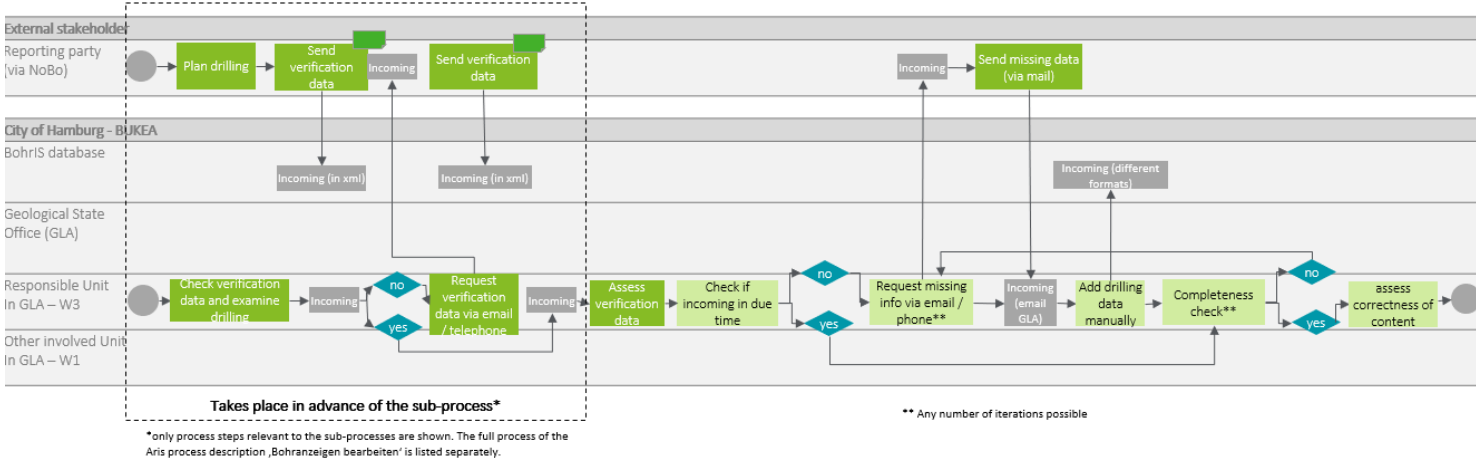 External stakeholder
Reporting party
(via NoBo)
Plan drilling
Send
verification
data
Incoming
Send verification
data
Incoming
Send missing data
(via mail)
City of Hamburg - BUKEA
BohrIS database
Incoming (in xml)
Incoming (in xml)
Incoming (different
formats)
Geological State
Office (GLA)
Responsible Unit
In GLA – W3
Check verification
data and examine
drilling
Incoming
no
yes
Request
verification
data via email
/ telephone
Incoming
Assess
verification
data
Check if
incoming in due
time
no
yes
Request missing
info via email /
phone**
Incoming
(email
GLA)
Add drilling
data
manually
Completeness
check**
no
yes
assess
correctness of
content
Other involved Unit
In GLA – W1
Takes place in advance of the sub-process*
** Any number of iterations possible
*only process steps relevant to the sub-processes are shown. The full process of the
Aris process description ‚Bohranzeigen bearbeiten‘ is listed separately.